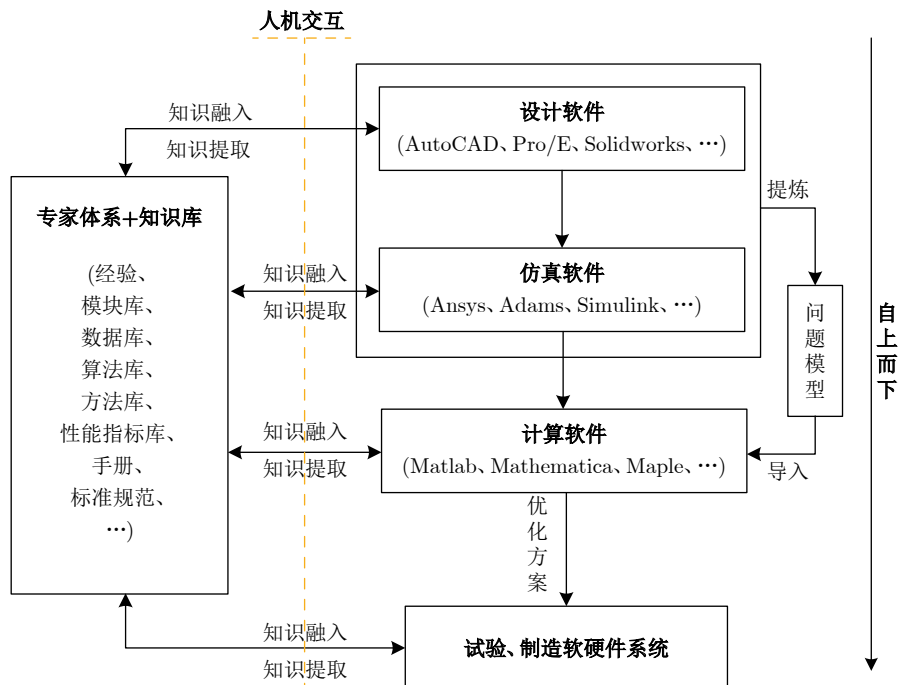 人机交互
知识融入
知识提取
设计软件
(AutoCAD、Pro/E、Solidworks、…)
专家体系+知识库
(经验、
模块库、
数据库、
算法库、
方法库、
性能指标库、
手册、
标准规范、
…)
提炼
知识融入
知识提取
仿真软件
(Ansys、Adams、Simulink、…)
问题模型
自上而下
知识融入
知识提取
计算软件
(Matlab、Mathematica、Maple、…)
导入
优化方案
知识融入
知识提取
试验、制造软硬件系统